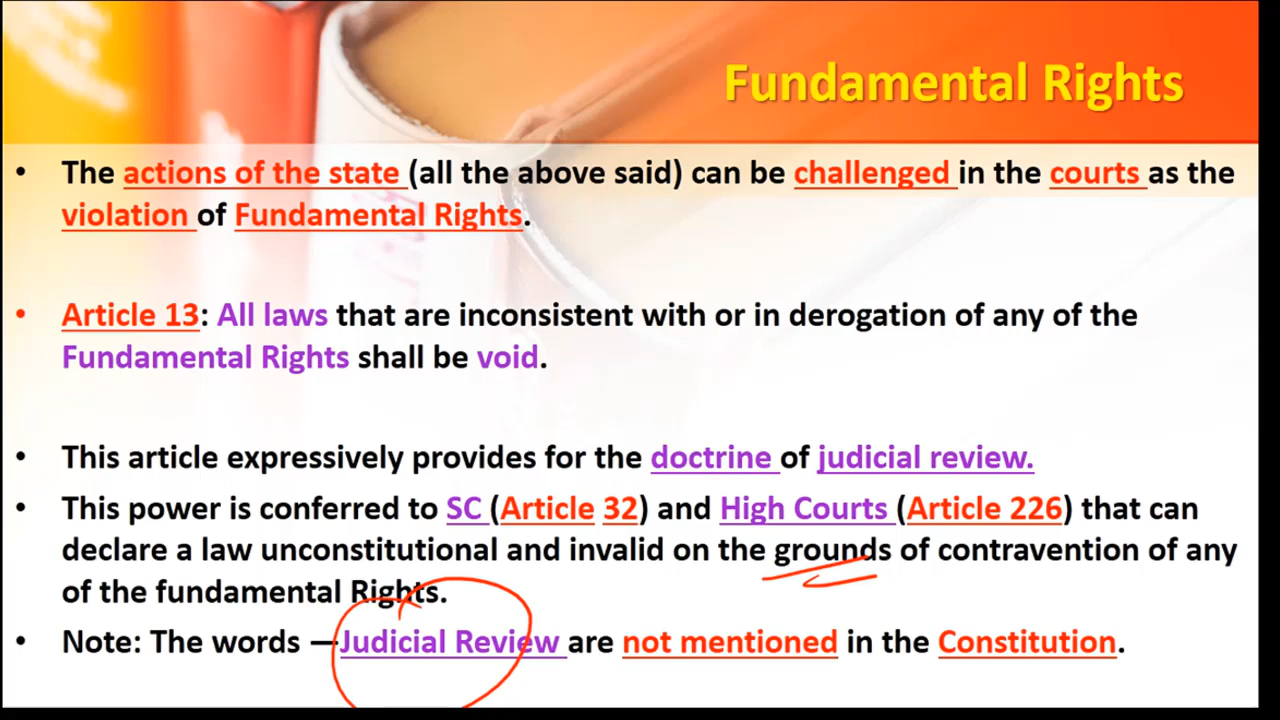 Fundamental Rights
• The actions of the state (all the above said) can be challenged in the courts as the
violation of Fundamental Rights.
• Article 13: All laws that are inconsistent with or in derogation of any of the
Fundamental Rights shall be void.
• This article expressively provides for the doctrine of judicial review.
• This power is conferred to SC (Article 32) and High Courts (Article 226) that can
declare a law unconstitutional and invalid on the grounds of contravention of any
of the fundamental Rights.
• Note: The words —Judicial Review are not mentioned in the Constitution.